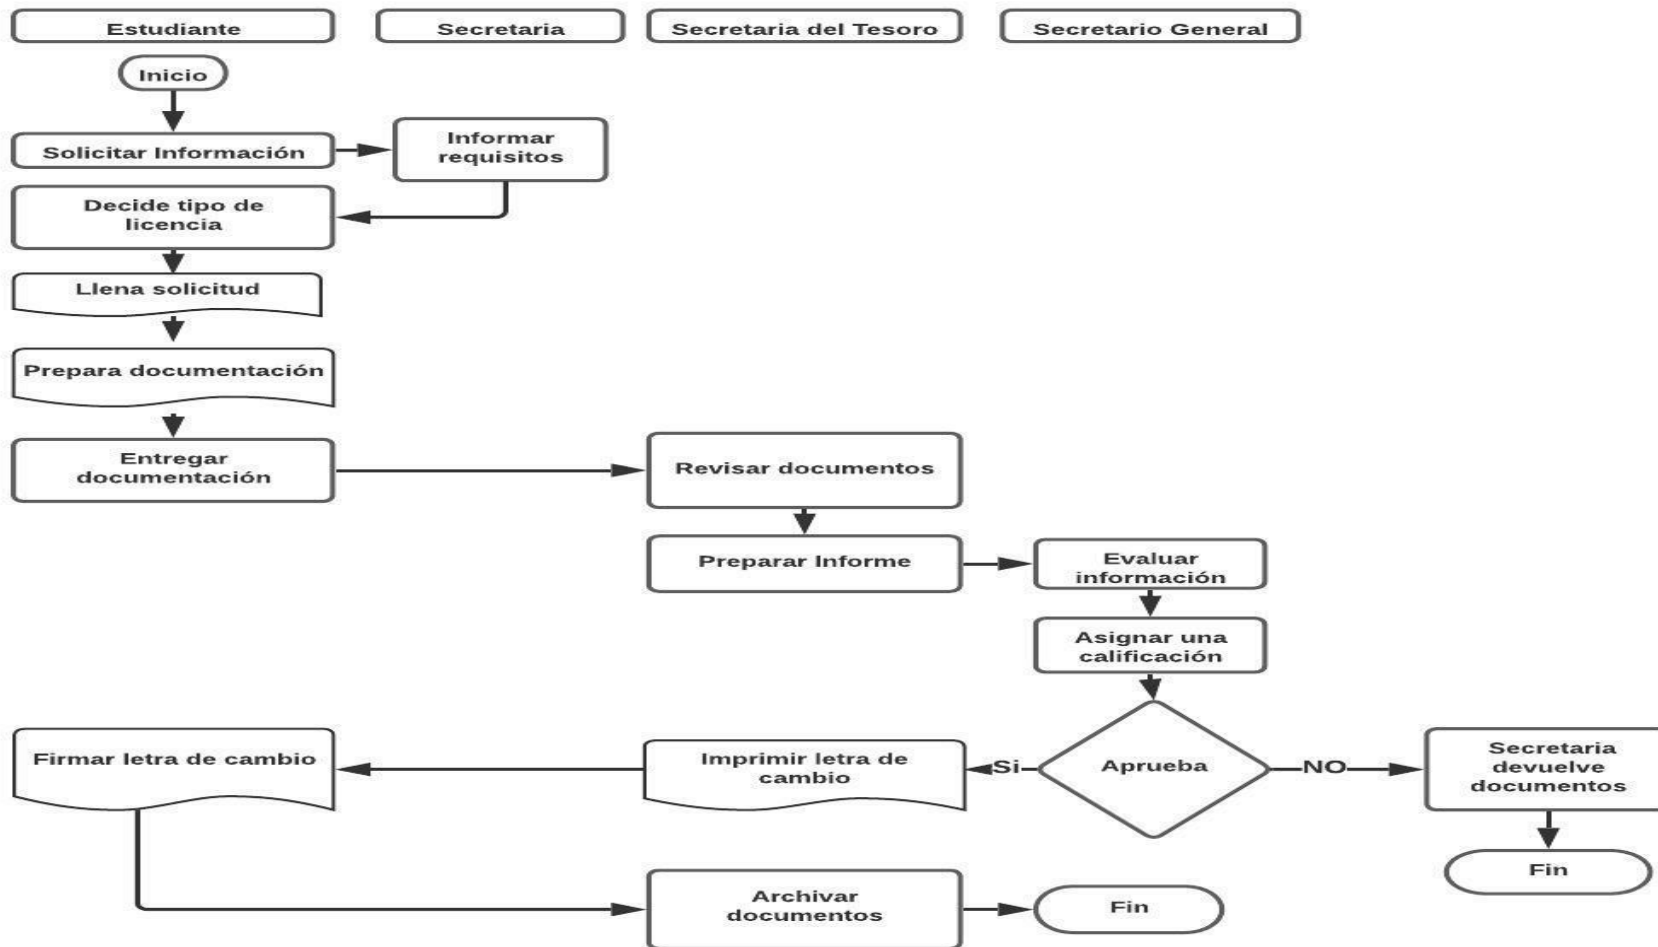 Estudiante
Secretaria
Secretaria del Tesoro
Secretario General
Inicio
Solicitar Información
Informar
requisitos
Decide tipo de
licencia
Llena solicitud
Prepara documentación
Entregar
documentación
Revisar documentos
Preparar Informe
Evaluar
información
Asignar una
calificación
Aprueba
Si
NO
Imprimir letra de
cambio
Firmar letra de cambio
Secretaria
devuelve
documentos
Fin
Archivar
documentos
Fin